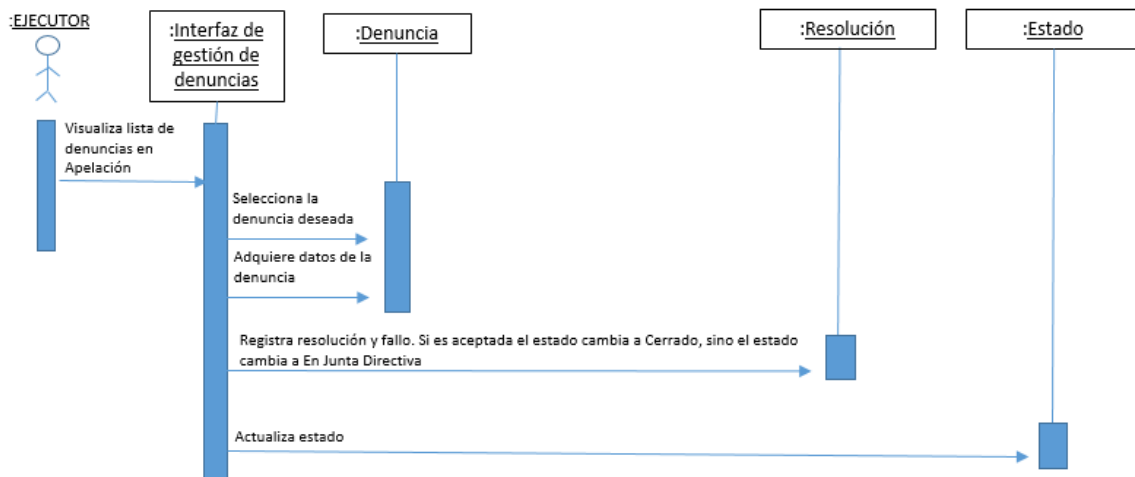 :EJECUTOR
:Interfaz de
gestión de
denuncias
:Denuncia
:Resolución
:Estado
Visualiza lista de
denuncias en
Apelación
Selecciona la
denuncia deseada
Adquiere datos de la
denuncia
Registra resolución y fallo. Si es aceptada el estado cambia a Cerrado, sino el estado
cambia a En Junta Directiva
Actualiza estado